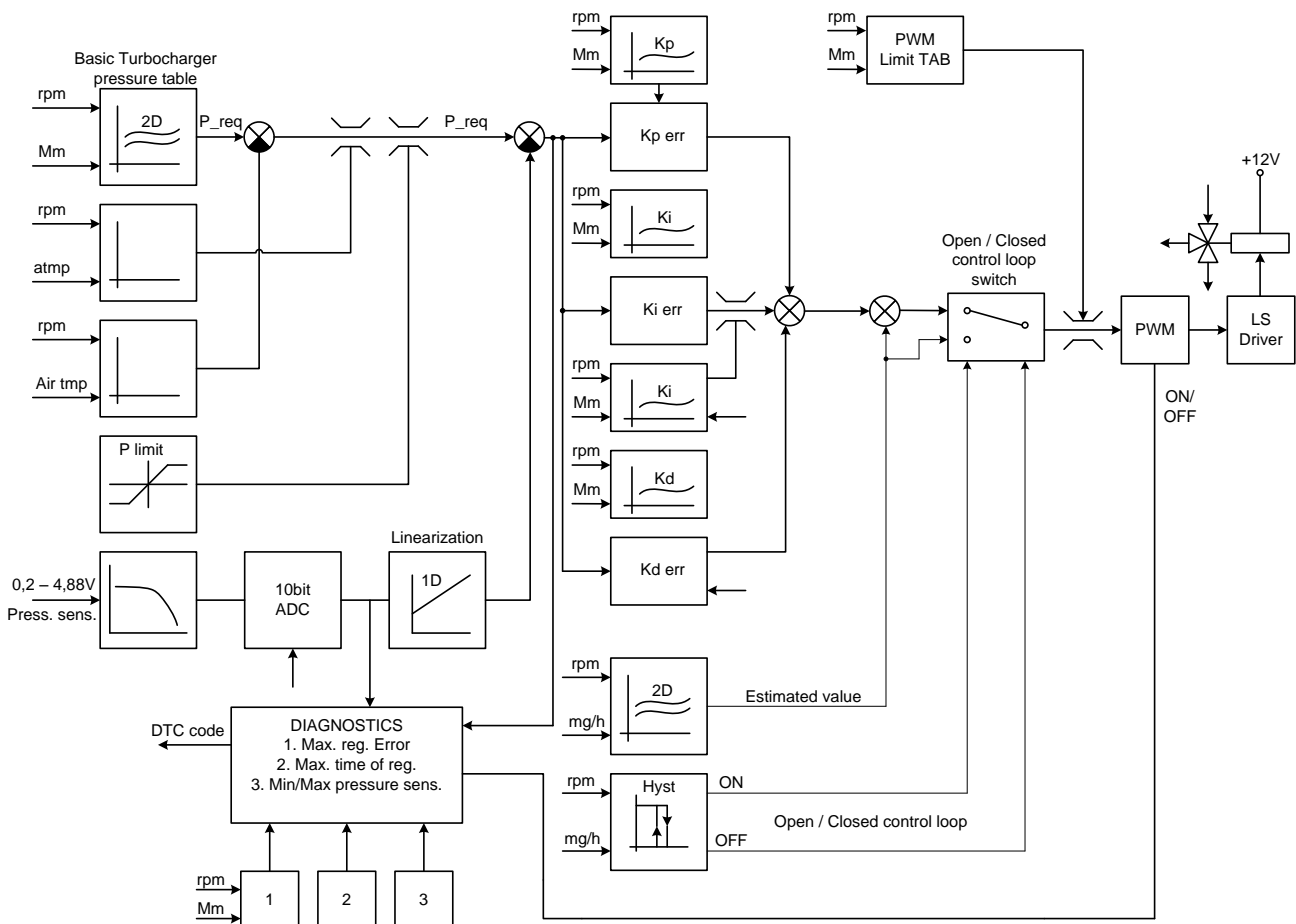 Basic Turbocharger
pressure table
rpm
Mm
2D
P_req
P_req
rpm
atmp
rpm
Air tmp
P limit
0,2 – 4,88V
Press. sens.
10bit
ADC
Linearization
1D
DTC code
DIAGNOSTICS
1. Max. reg. Error
2. Max. time of reg.
3. Min/Max pressure sens.
rpm
Mm
1
2
3
rpm
Mm
Kp
Kp err
rpm
Mm
Ki
Ki err
rpm
Mm
Ki
rpm
Mm
Kd
Kd err
rpm
mg/h
2D
Estimated value
rpm
mg/h
Hyst
ON
Open / Closed control loop
OFF
rpm
Mm
PWM
Limit TAB
Open / Closed
control loop
switch
PWM
ON/
OFF
+12V
LS
Driver